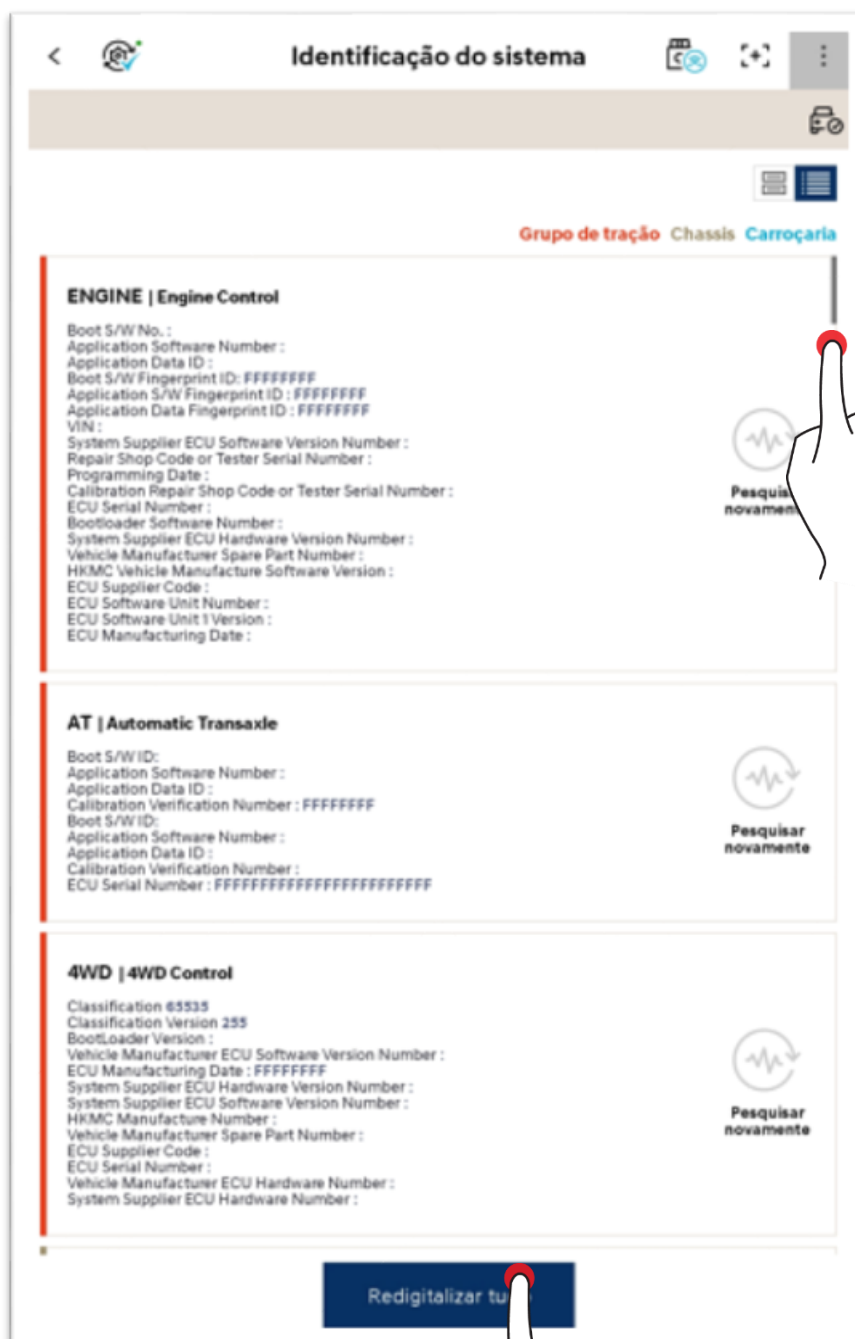 Identificação do sistema
Grupo de tração Chassis Carroçaria
ENGINE | Engine Control
Boot S/W No. :
Application Software Number :
Application Data ID :
Boot S/W Fingerprint ID: FFFFFFFF
Application S/W Fingerprint ID : FFFFFFFF
Application Data Fingerprint ID : FFFFFFFF
VIN :
System Supplier ECU Software Version Number :
Repair Shop Code or Tester Serial Number :
Programming Date :
Calibration Repair Shop Code or Tester Serial Number :
ECU Serial Number :
Bootloader Software Number :
System Supplier ECU Hardware Version Number :
Vehicle Manufacturer Spare Part Number :
HKMC Vehicle Manufacture Software Version :
ECU Supplier Code :
ECU Software Unit Number :
ECU Software Unit 1 Version :
ECU Manufacturing Date :
AT | Automatic Transaxle
Boot S/W ID:
Application Software Number :
Application Data ID :
Calibration Verification Number : FFFFFFFF
Boot S/W ID:
Application Software Number :
Application Data ID :
Calibration Verification Number :
ECU Serial Number : FFFFFFFFFFFFFFFFFFFFFFFF
Pesquisar
novamente
4WD | 4WD Control
Classification 65535
Classification Version 255
BootLoader Version :
Vehicle Manufacturer ECU Software Version Number :
ECU Manufacturing Date : FFFFFFFF
System Supplier ECU Hardware Version Number :
System Supplier ECU Software Version Number :
HKMC Manufacture Number :
Vehicle Manufacturer Spare Part Number :
ECU Supplier Code :
ECU Serial Number :
Vehicle Manufacturer ECU Hardware Number :
System Supplier ECU Hardware Number :
Pesquisar
novamente
Redigitalizar